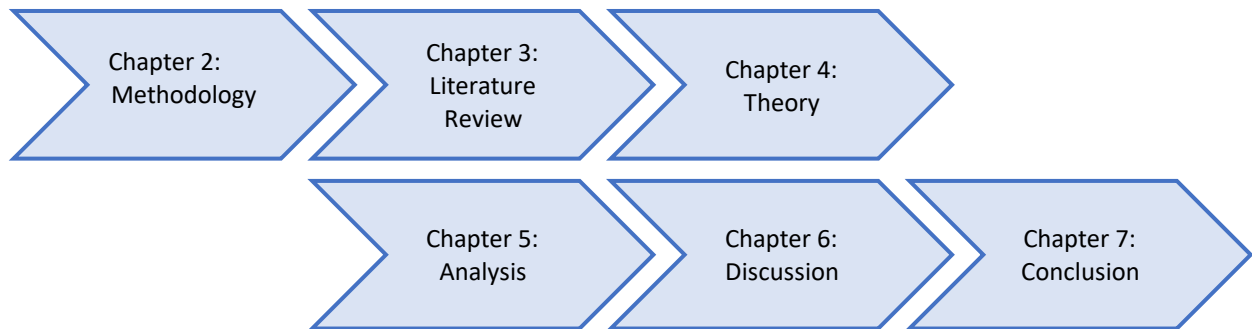 Chapter 2:
Methodology
Chapter 3:
Literature
Review
Chapter 4:
Theory
Chapter 5:
Analysis
Chapter 6:
Discussion
Chapter 7:
Conclusion